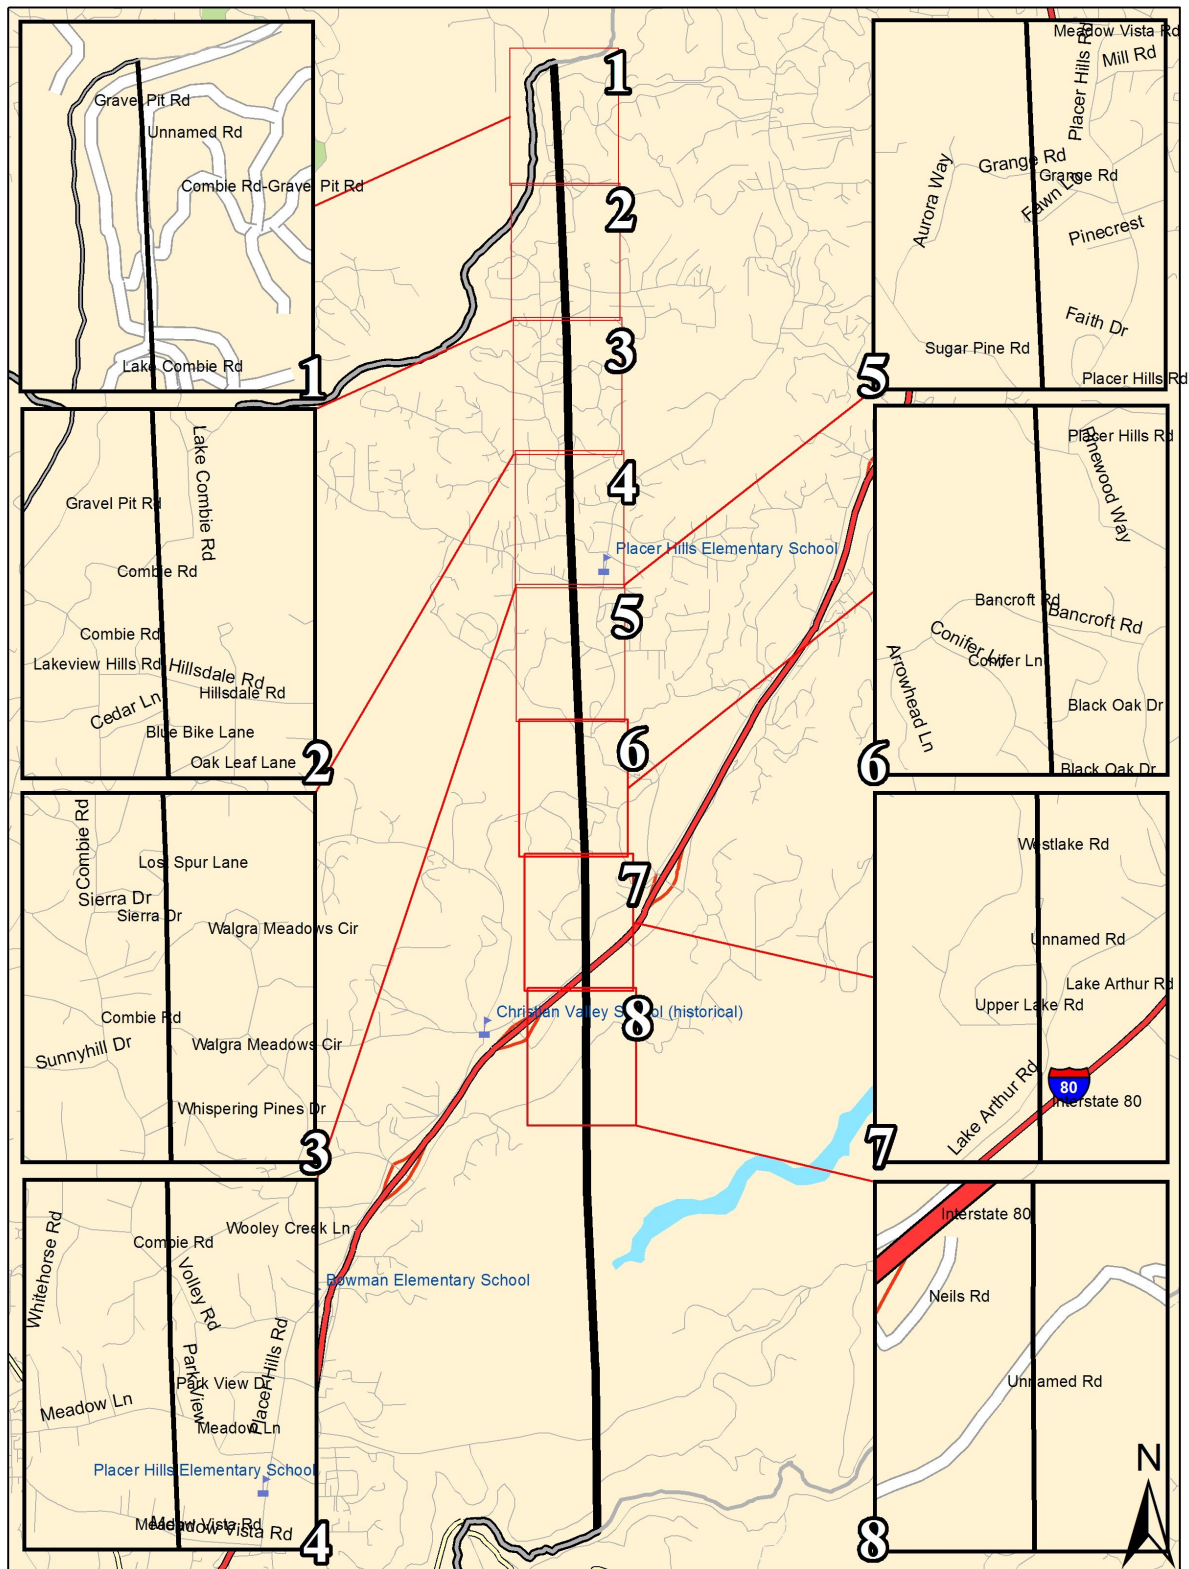 Gravel Pit Rd
Unnamed Rd
Combie Rd-Gravel Pit Rd
Lake Combie Rd
1
Lake Combie Rd
Gravel Pit Rd
Combie Rd
Combie Rd
Lakeview Hills Rd
Hillsdale Rd
Hillsdale Rd
Cedar Ln
Blue Bike Lane
Oak Leaf Lane
2
Combie Rd
Lost Spur Lane
Sierra Dr
Sierra Dr
Walgra Meadows Cir
Combie Rd
Sunnyhill Dr
Walgra Meadows Cir
Whispering Pines Dr
3
Whitehorse Rd
Wooley Creek Ln
Combie Rd
Volley Rd
Placer Hills Rd
Park View
Park View Dr
Meadow Ln
Meadow Ln
Placer Hills Elementary School
Meadow Vista Rd
Meadow Vista Rd
4
1
2
3
4
Placer Hills Elementary School
5
6
7
8
Christian Valley School (historical)
Bowman Elementary School
Meadow Vista Rd
Placer Hills Rd
Mill Rd
Grange Rd
Grange Rd
Aurora Way
Fawn Ln
Pinecrest
Faith Dr
Sugar Pine Rd
Placer Hills Rd
5
Placer Hills Rd
Pinewood Way
Bancroft Rd
Bancroft Rd
Conifer Ln
Conifer Ln
Arrowhead Ln
Black Oak Dr
Black Oak Dr
6
Westlake Rd
Unnamed Rd
Lake Arthur Rd
Upper Lake Rd
Lake Arthur Rd
80
Interstate 80
7
Interstate 80
Neils Rd
Unnamed Rd
8
N